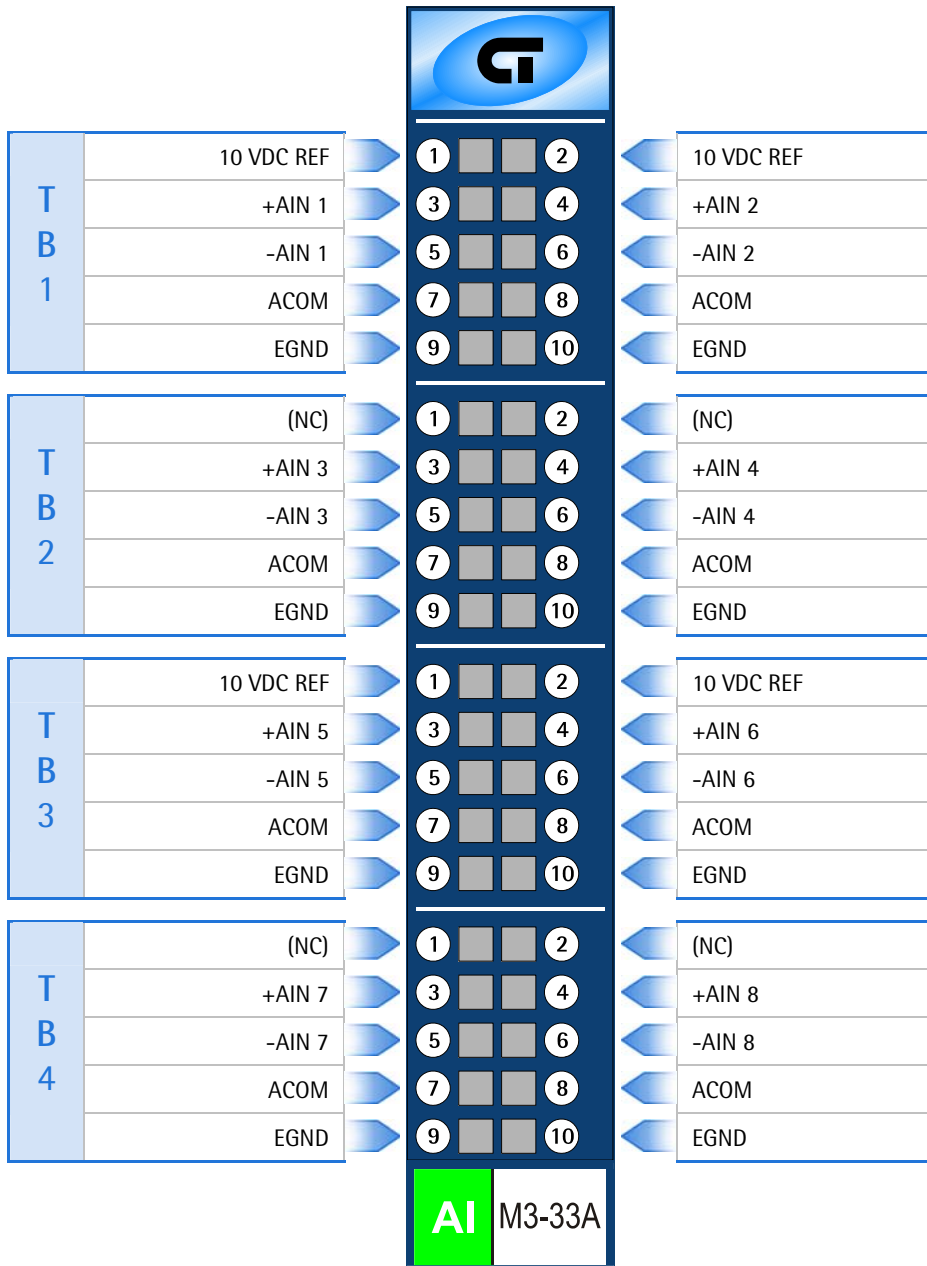 CT
T
B
1
10 VDC REF 1 2 10 VDC REF
+AIN 1 3 4 +AIN 2
-AIN 1 5 6 -AIN 2
ACOM 7 8 ACOM
EGND 9 10 EGND
T
B
2
(NC) 1 2 (NC)
+AIN 3 3 4 +AIN 4
-AIN 3 5 6 -AIN 4
ACOM 7 8 ACOM
EGND 9 10 EGND
T
B
3
10 VDC REF 1 2 10 VDC REF
+AIN 5 3 4 +AIN 6
-AIN 5 5 6 -AIN 6
ACOM 7 8 ACOM
EGND 9 10 EGND
T
B
4
(NC) 1 2 (NC)
+AIN 7 3 4 +AIN 8
-AIN 7 5 6 -AIN 8
ACOM 7 8 ACOM
EGND 9 10 EGND
AI M3-33A